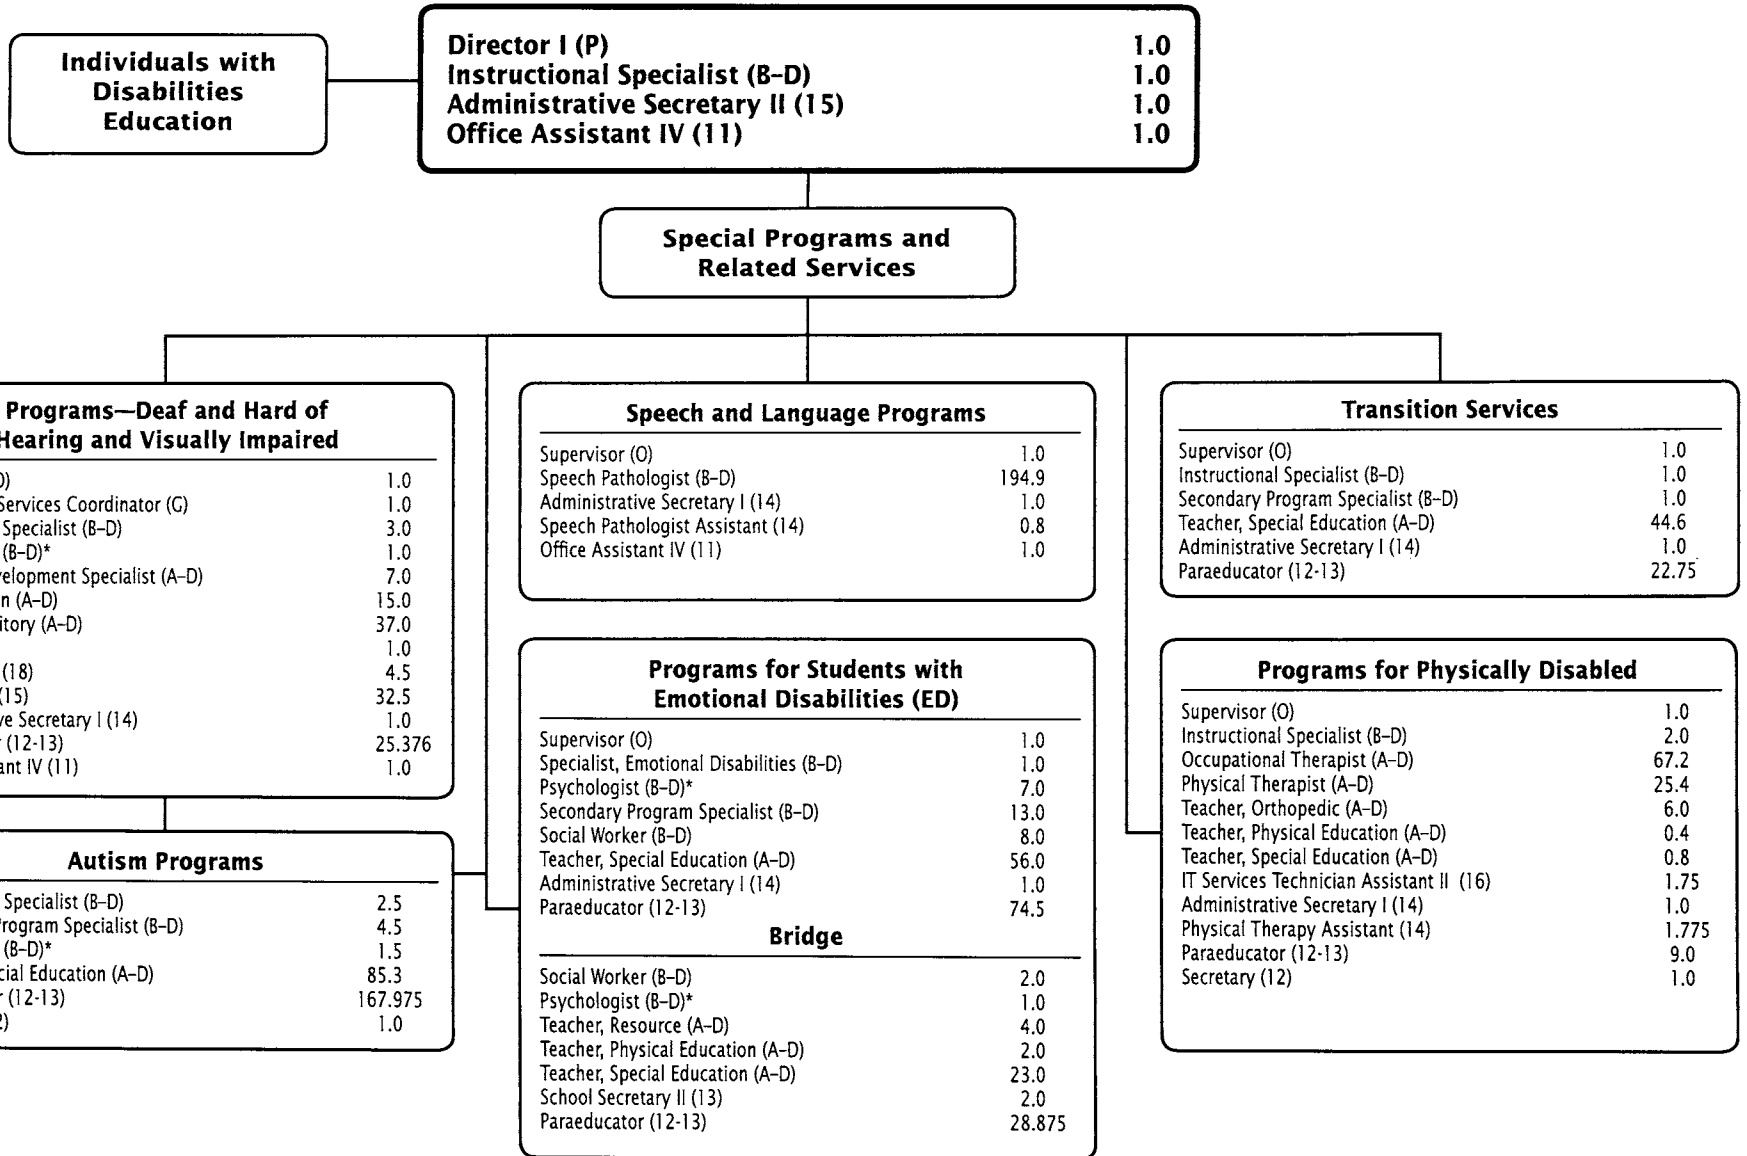 Individuals with
Disabilities
Education
Director I (P) 1.0
Instructional Specialist (B–D) 1.0
Administrative Secretary II (15) 1.0
Office Assistant IV (11) 1.0
Special Programs and
Related Services
Programs—Deaf and Hard of
Hearing and Visually Impaired
) 1.0
Services Coordinator (G) 1.0
Specialist (B–D) 3.0
(B–D)* 1.0
velopment Specialist (A–D) 7.0
n (A–D) 15.0
itory (A–D) 37.0
1.0
(18) 4.5
(15) 32.5
ve Secretary I (14) 1.0
(12-13) 25.376
ant IV (11) 1.0
Autism Programs
Specialist (B–D) 2.5
rogram Specialist (B–D) 4.5
(B–D)* 1.5
cial Education (A–D) 85.3
r (12-13) 167.975
2) 1.0
Speech and Language Programs
Supervisor (O) 1.0
Speech Pathologist (B–D) 194.9
Administrative Secretary I (14) 1.0
Speech Pathologist Assistant (14) 0.8
Office Assistant IV (11) 1.0
Programs for Students with
Emotional Disabilities (ED)
Supervisor (O) 1.0
Specialist, Emotional Disabilities (B–D) 1.0
Psychologist (B–D)* 7.0
Secondary Program Specialist (B–D) 13.0
Social Worker (B–D) 8.0
Teacher, Special Education (A–D) 56.0
Administrative Secretary I (14) 1.0
Paraeducator (12-13) 74.5
Bridge
Social Worker (B–D) 2.0
Psychologist (B–D)* 1.0
Teacher, Resource (A–D) 4.0
Teacher, Physical Education (A–D) 2.0
Teacher, Special Education (A–D) 23.0
School Secretary II (13) 2.0
Paraeducator (12-13) 28.875
Transition Services
Supervisor (O) 1.0
Instructional Specialist (B–D) 1.0
Secondary Program Specialist (B–D) 1.0
Teacher, Special Education (A–D) 44.6
Administrative Secretary I (14) 1.0
Paraeducator (12-13) 22.75
Programs for Physically Disabled
Supervisor (O) 1.0
Instructional Specialist (B–D) 2.0
Occupational Therapist (A–D) 67.2
Physical Therapist (A–D) 25.4
Teacher, Orthopedic (A–D) 6.0
Teacher, Physical Education (A–D) 0.4
Teacher, Special Education (A–D) 0.8
IT Services Technician Assistant II (16) 1.75
Administrative Secretary I (14) 1.0
Physical Therapy Assistant (14) 1.775
Paraeducator (12-13) 9.0
Secretary (12) 1.0